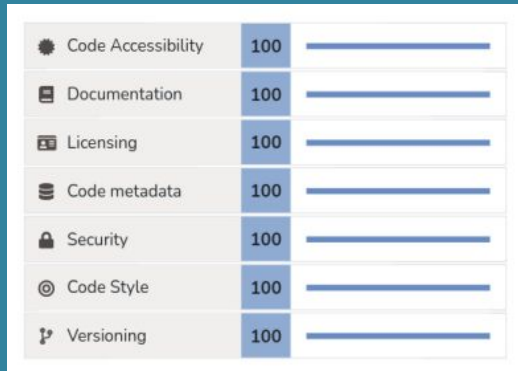 Code Accessibility 100
Documentation 100
Licensing 100
Code metadata 100
Security 100
Code Style 100
Versioning 100